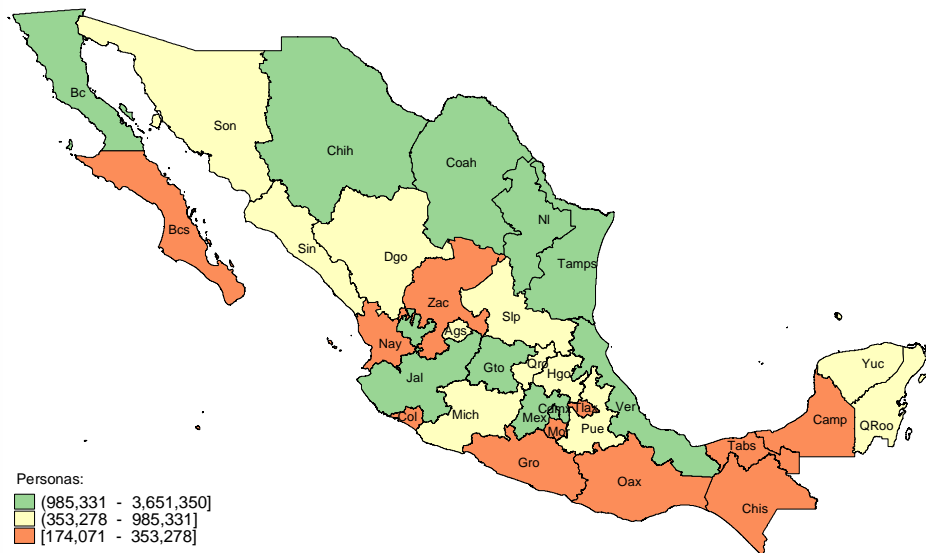 Bc
Son
Chih
Coah
Nl
Bcs
Sin
Dgo
Tamps
Zac
Slp
Nay
Ags
Jal
Gto
Qro
Hgo
Yuc
Col
Mich
Mex
Cdmx
Tlax
Ver
Camp
QRoo
Mor
Pue
Tabs
Gro
Oax
Chis
Personas:
(985,331 - 3,651,350]
(353,278 - 985,331]
[174,071 - 353,278]